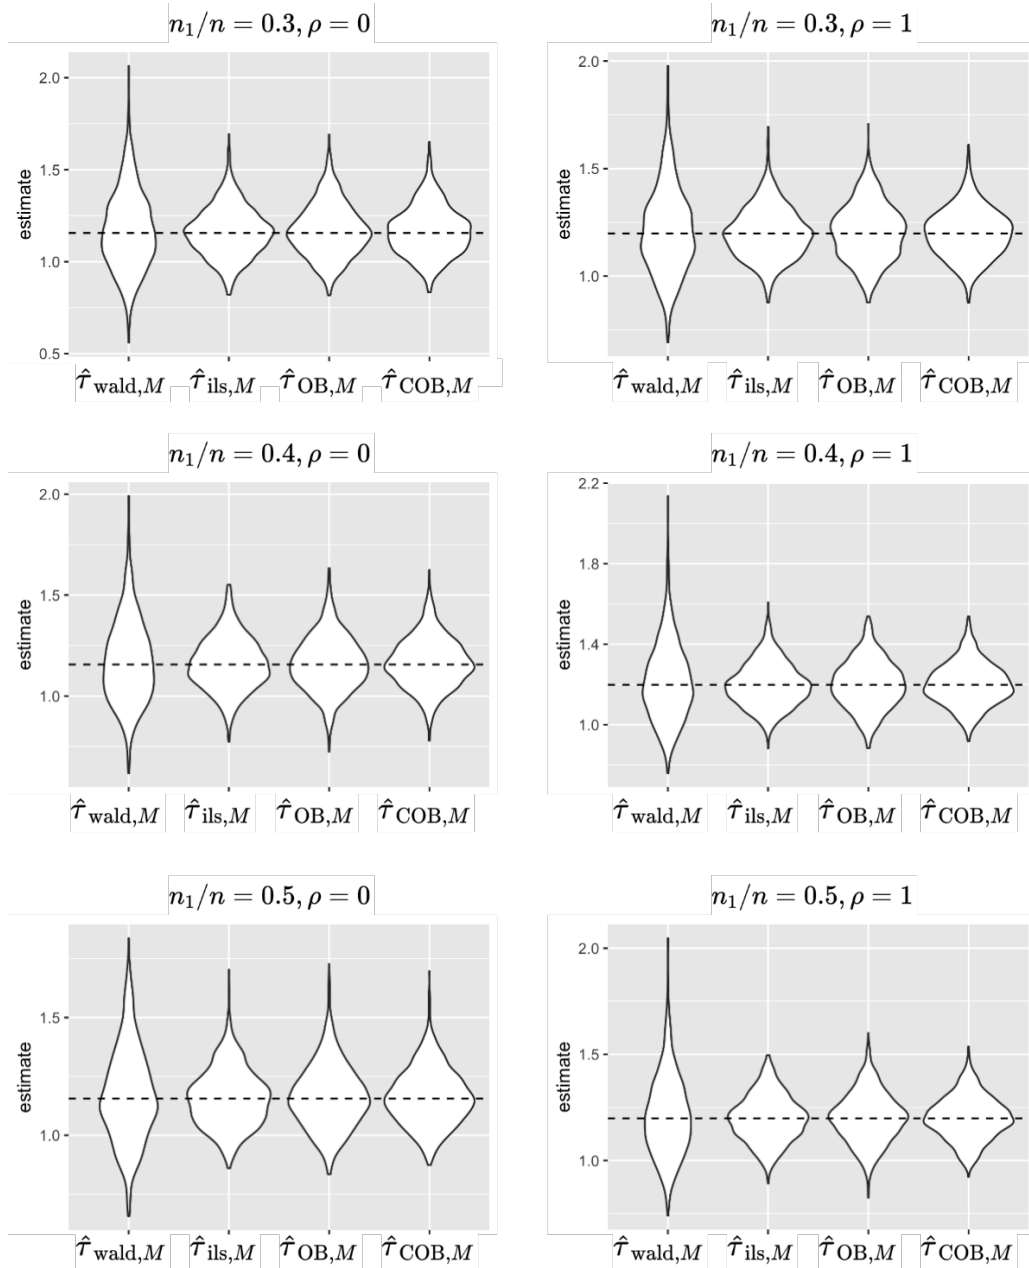 n₁/n = 0.3, ρ = 0
n₁/n = 0.3, ρ = 1
2.0
1.5
1.0
0.5
estimate
2.0
1.5
1.0
estimate
τ̂wald,M τ̂ils,M τ̂OB,M τ̂COB,M
τ̂wald,M τ̂ils,M τ̂OB,M τ̂COB,M
n₁/n = 0.4, ρ = 0
n₁/n = 0.4, ρ = 1
2.0
1.5
1.0
estimate
2.2
1.8
1.4
1.0
estimate
τ̂wald,M τ̂ils,M τ̂OB,M τ̂COB,M
τ̂wald,M τ̂ils,M τ̂OB,M τ̂COB,M
n₁/n = 0.5, ρ = 0
n₁/n = 0.5, ρ = 1
1.5
1.0
estimate
2.0
1.5
1.0
estimate
τ̂wald,M τ̂ils,M τ̂OB,M τ̂COB,M
τ̂wald,M τ̂ils,M τ̂OB,M τ̂COB,M